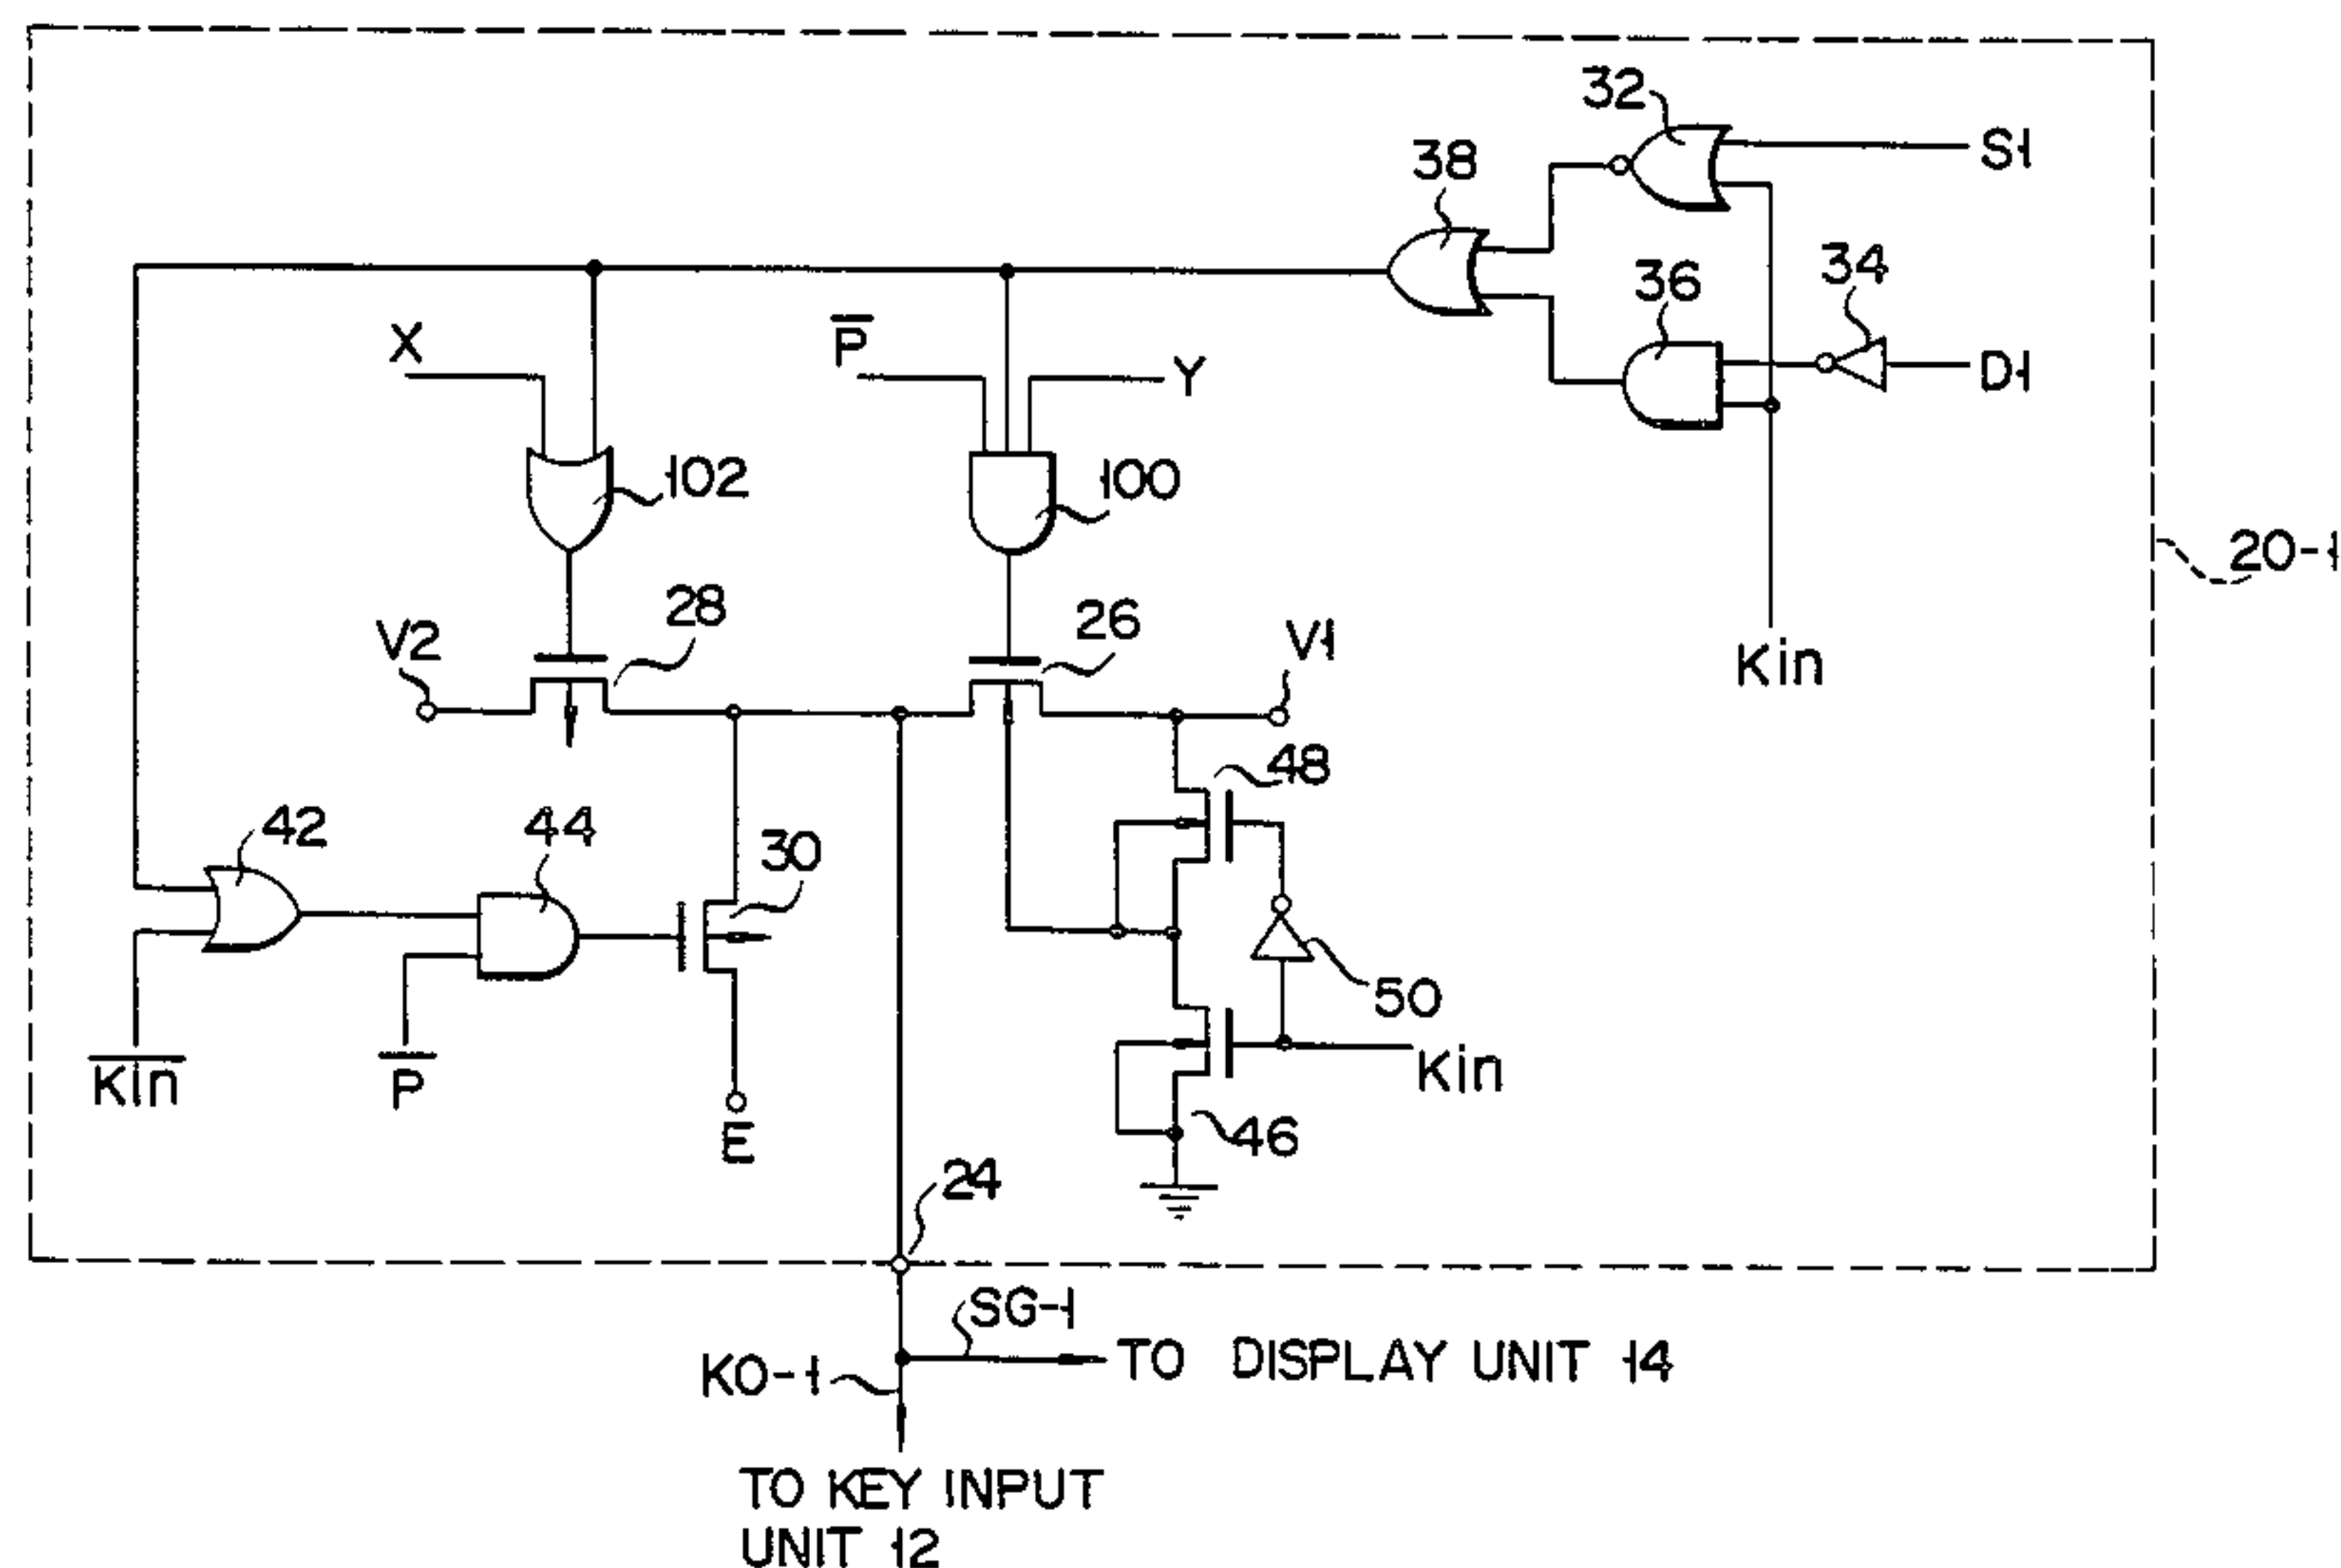 32
S1
38
34
36
D1
X
P̅
Y
102
100
20-1
28
26
V2
V1
Kin
48
42
44
30
50
K̅i̅n̅
P̅
Kin
E
46
24
SG-1
KO-1
TO DISPLAY UNIT 14
TO KEY INPUT
UNIT 12